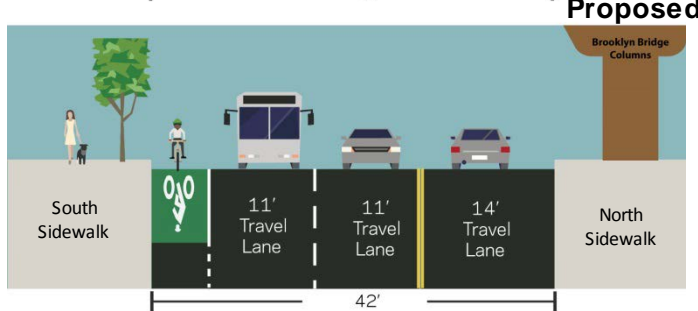 Proposed
Brooklyn Bridge
Columns
South
Sidewalk
11'
Travel
Lane
11'
Travel
Lane
14'
Travel
Lane
North
Sidewalk
42'